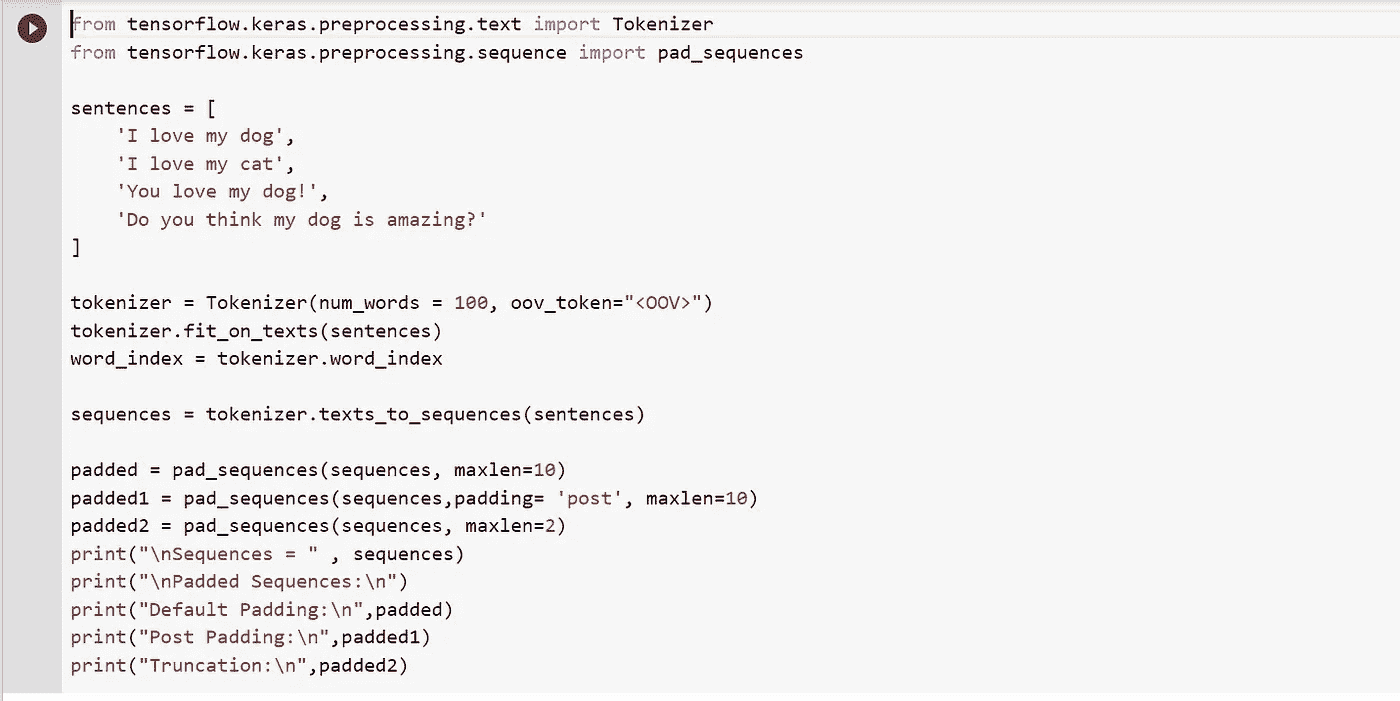 from tensorflow.keras.preprocessing.text import Tokenizer
from tensorflow.keras.preprocessing.sequence import pad_sequences

sentences = [
    'I love my dog',
    'I love my cat',
    'You love my dog!',
    'Do you think my dog is amazing?'
]

tokenizer = Tokenizer(num_words = 100, oov_token="<OOV>")
tokenizer.fit_on_texts(sentences)
word_index = tokenizer.word_index

sequences = tokenizer.texts_to_sequences(sentences)

padded = pad_sequences(sequences, maxlen=10)
padded1 = pad_sequences(sequences,padding= 'post', maxlen=10)
padded2 = pad_sequences(sequences, maxlen=2)
print("\nSequences = " , sequences)
print("\nPadded Sequences:\n")
print("Default Padding:\n",padded)
print("Post Padding:\n",padded1)
print("Truncation:\n",padded2)